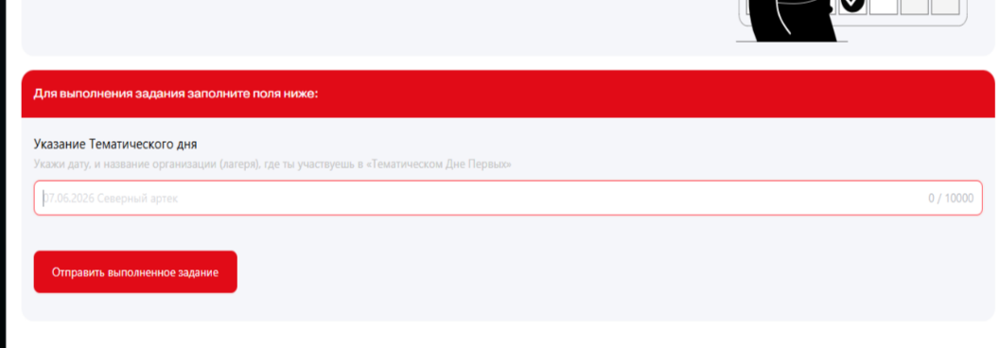 Для выполнения задания заполните поля ниже:
Указание Тематического дня
Укажи дату, и название организации (лагеря), где ты участвуешь в «Тематическом Дне Первых»
07.06.2026 Северный артек 0 / 10000
Отправить выполненное задание